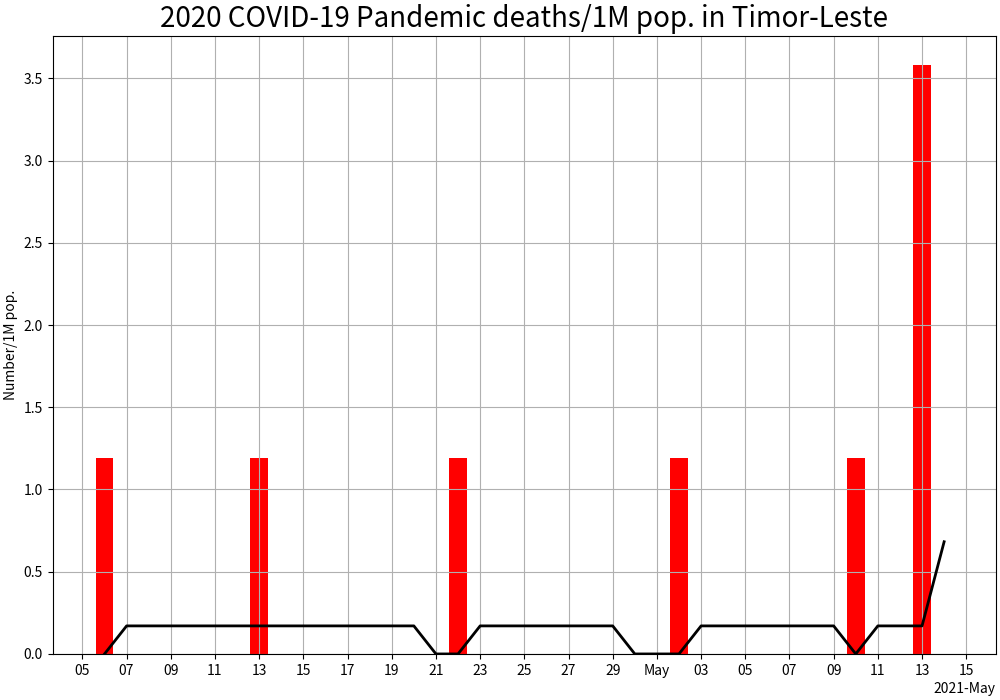 2020 COVID-19 Pandemic deaths/1M pop. in Timor-Leste
Number/1M pop.
3.5
3.0
2.5
2.0
1.5
1.0
0.5
0.0
05 07 09 11 13 15 17 19 21 23 25 27 29 May 03 05 07 09 11 13 15
2021-May